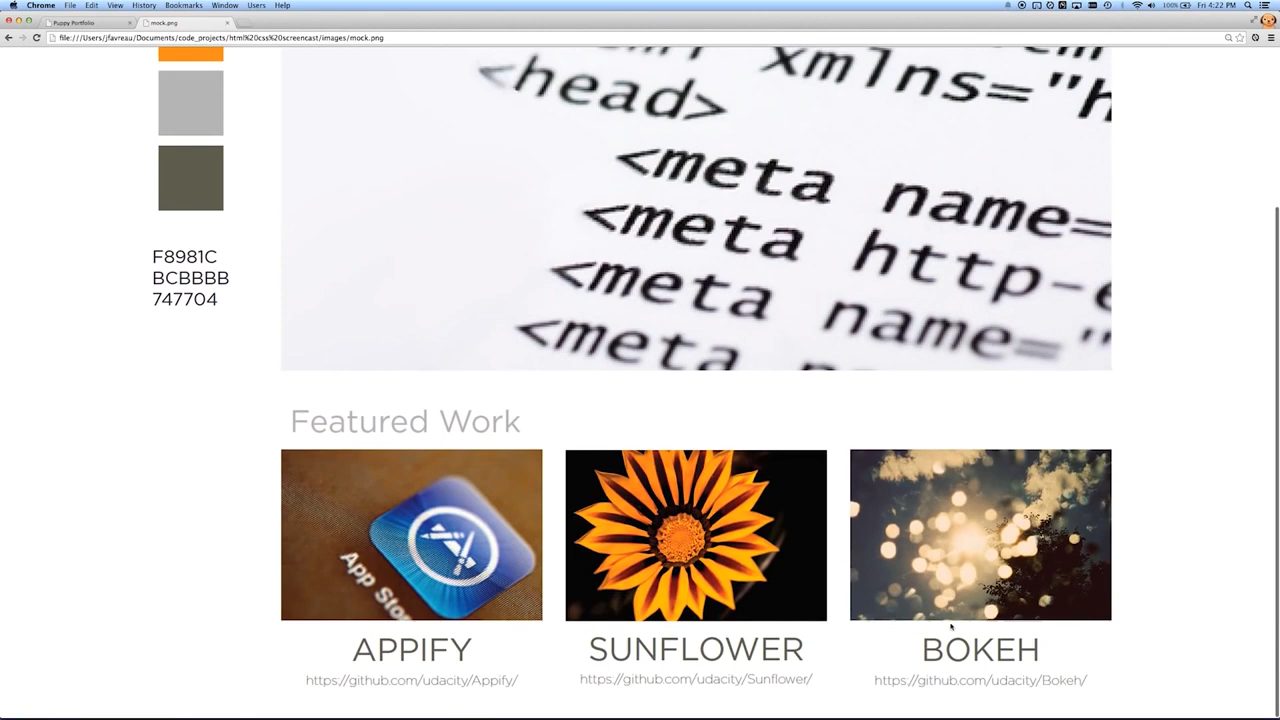 Chrome File Edit View History Bookmarks Window Users Help
100% Fri 4:22 PM
Puppy Portfolio
mock.png
file:///Users/jfavreau/Documents/code_projects/html%20css%20screencast/images/mock.png
xmlns="h
<head>
<meta name=
<meta http-e
<meta name="
<meta
F8981C
BCBBBB
747704
Featured Work
App Sto
APPIFY
SUNFLOWER
BOKEH
https://github.com/udacity/Appify/
https://github.com/udacity/Sunflower/
https://github.com/udacity/Bokeh/